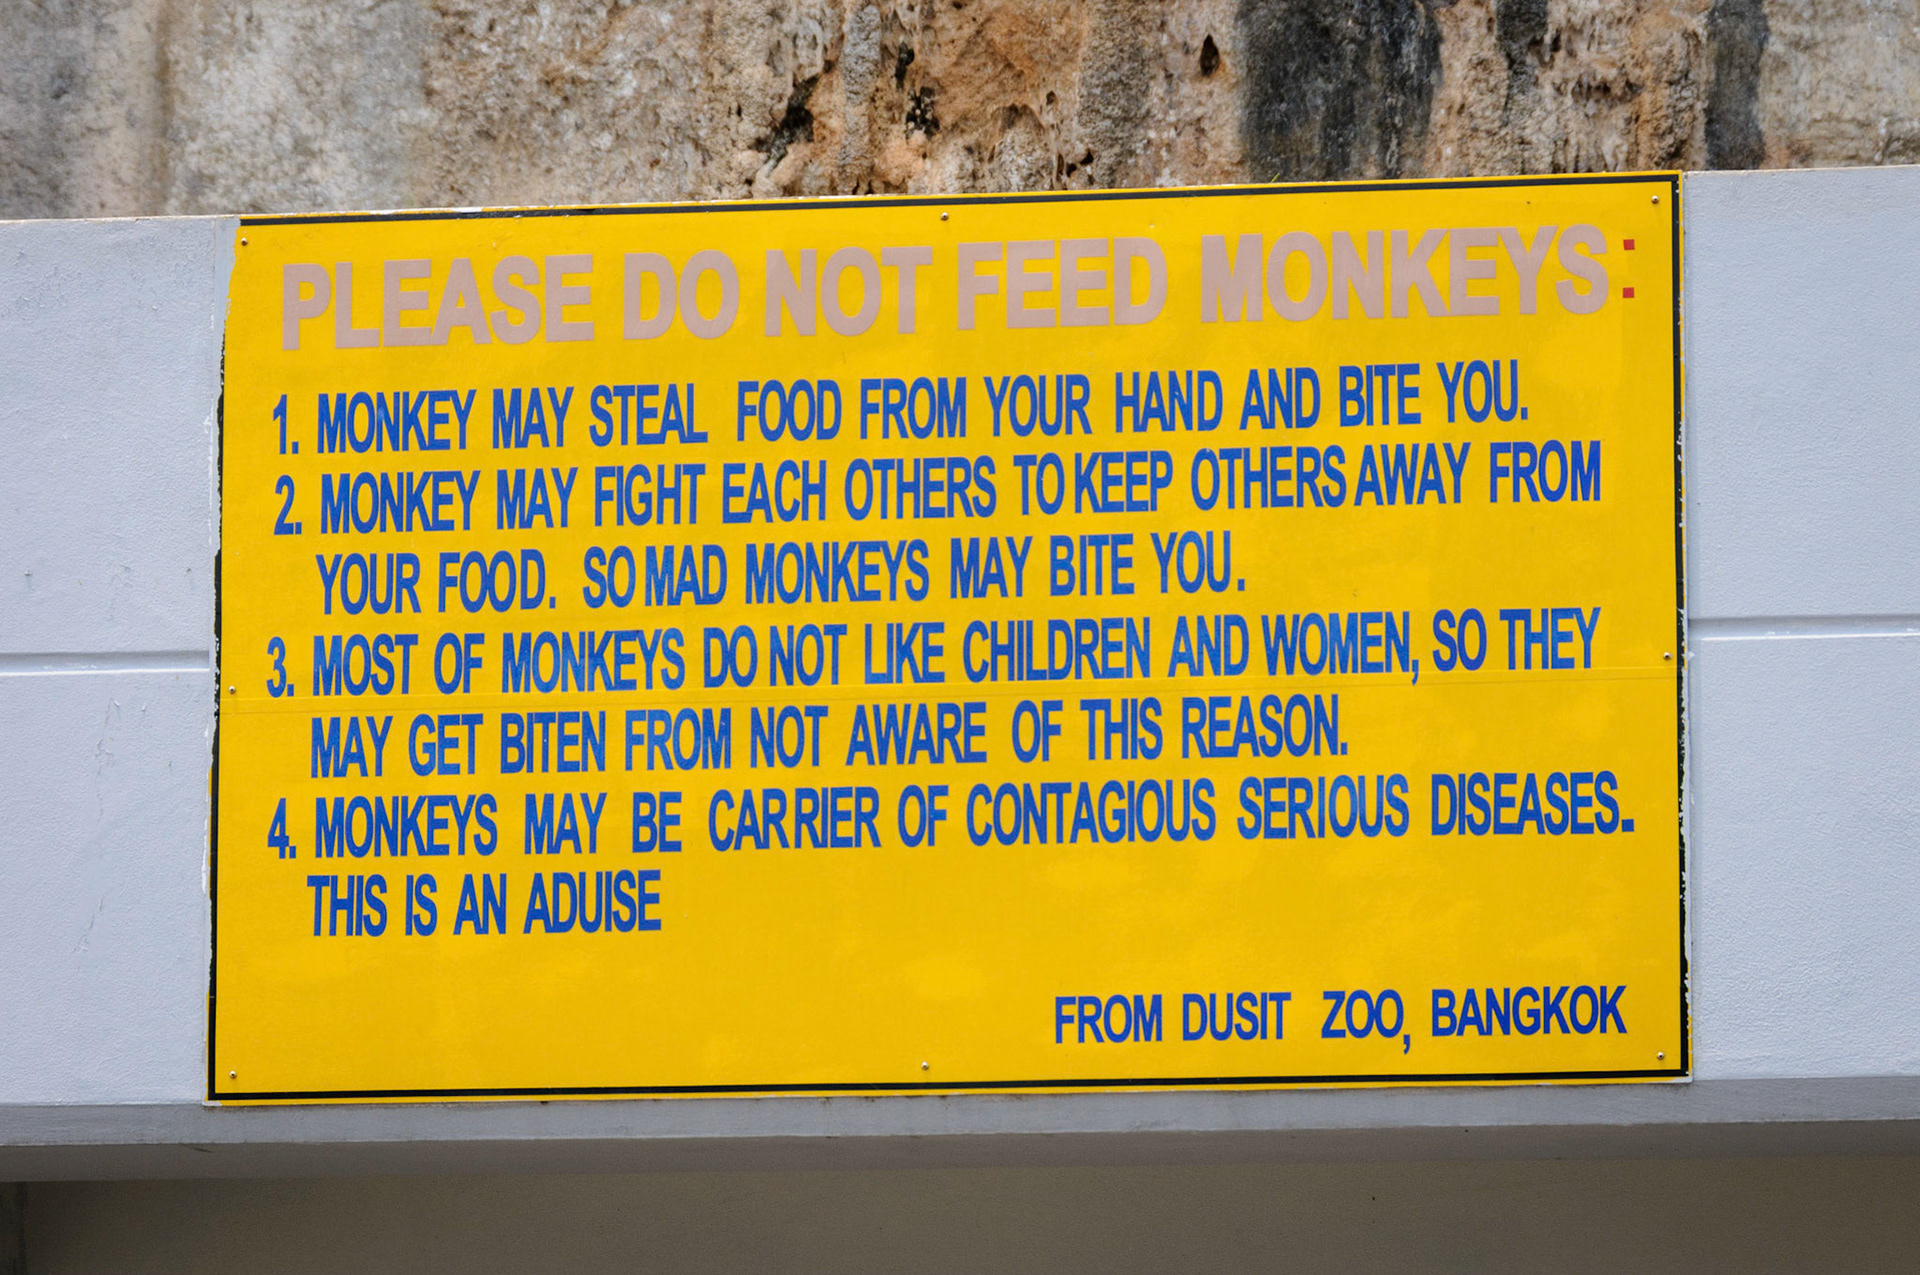 PLEASE DO NOT FEED MONKEYS:
1. MONKEY MAY STEAL FOOD FROM YOUR HAND AND BITE YOU.
2. MONKEY MAY FIGHT EACH OTHERS TO KEEP OTHERS AWAY FROM
YOUR FOOD. SO MAD MONKEYS MAY BITE YOU.
3. MOST OF MONKEYS DO NOT LIKE CHILDREN AND WOMEN, SO THEY
MAY GET BITEN FROM NOT AWARE OF THIS REASON.
4. MONKEYS MAY BE CARRIER OF CONTAGIOUS SERIOUS DISEASES.
THIS IS AN ADUISE
FROM DUSIT ZOO, BANGKOK